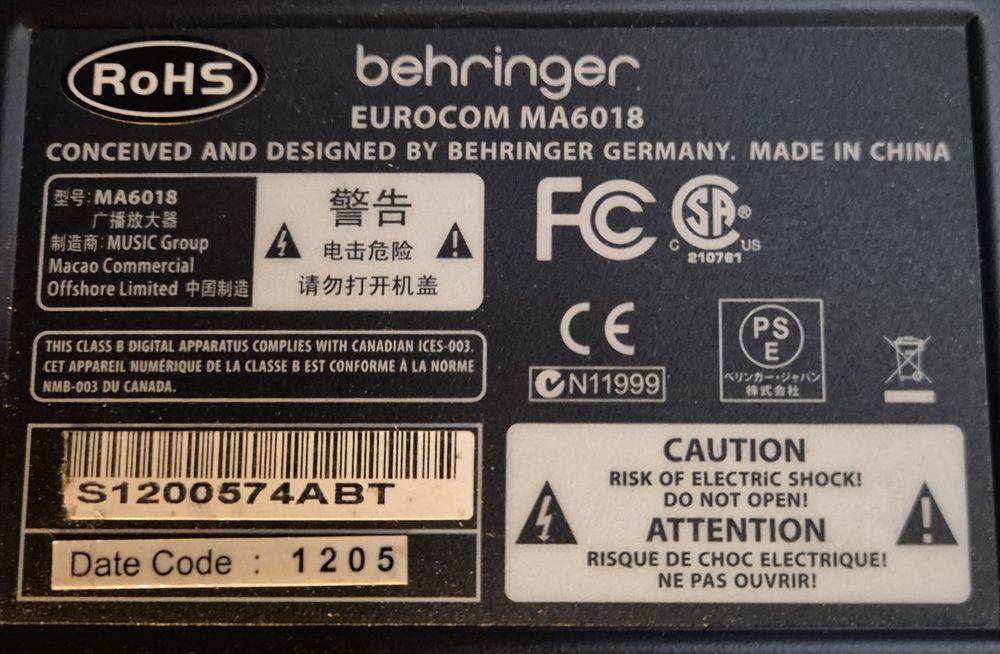 RoHS
behringer
EUROCOM MA6018
CONCEIVED AND DESIGNED BY BEHRINGER GERMANY. MADE IN CHINA
型号: MA6018
广播放大器
制造商: MUSIC Group
Macao Commercial
Offshore Limited 中国制造
警告
电击危险
请勿打开机盖
FC
SA®
C US
210761
THIS CLASS B DIGITAL APPARATUS COMPLIES WITH CANADIAN ICES-003.
CET APPAREIL NUMÉRIQUE DE LA CLASSE B EST CONFORME À LA NORME
NMB-003 DU CANADA.
CE
N11999
PS
E
ベリンガー・ジャパン
株式会社
S1200574ABT
Date Code : 1205
CAUTION
RISK OF ELECTRIC SHOCK!
DO NOT OPEN!
ATTENTION
RISQUE DE CHOC ELECTRIQUE!
NE PAS OUVRIR!